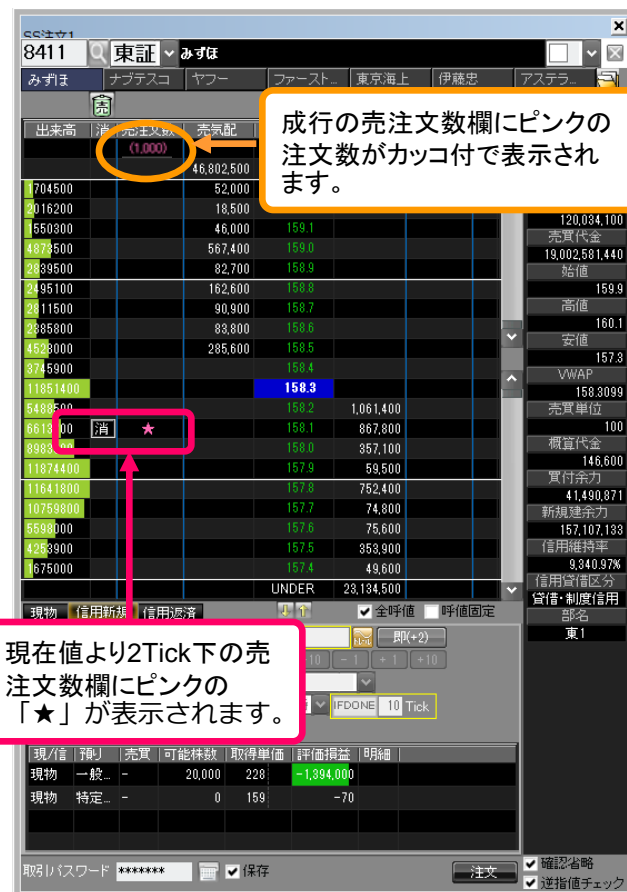 8411 東証 みずほ
みずほ ナブテスコ ヤフー ファースト… 東京海上 伊藤忠 アステラ…
売
成行の売注文数欄にピンクの
注文数がカッコ付で表示され
ます。
出来高 消 売注文数 売気配
(1,000)
46,802,500
1704500 52,000
2016200 18,500
1550300 46,000 159.1
4873500 567,400 159.0
2839500 82,700 158.9
2495100 162,600 158.8
2811500 90,900 158.7
2885800 83,800 158.6
4528000 285,600 158.5
3745900 158.4
11851400 158.3
5488500 158.2 1,061,400
消 ★ 158.1 867,800
158.0 357,100
11874400 157.9 59,500
11641800 157.8 752,400
10759800 157.7 74,800
5598000 157.6 75,600
4253900 157.5 353,900
1675000 157.4 49,600
UNDER 23,134,500
120,034,100
売買代金
19,002,581,440
始値
159.9
高値
160.1
安値
157.3
VWAP
158.3099
売買単位
100
概算代金
146,600
買付余力
41,490,871
新規建余力
157,107,133
信用維持率
9,340.97%
信用貸借区分
貸借・制度信用
部名
東1
現物 信用新規 信用返済 全呼値 呼値固定
現在値より2Tick下の売
注文数欄にピンクの
「★」が表示されます。
即(+2)
-1 +1 +10
IFDONE 10 Tick
現/信 預り 売買 可能株数 取得単価 評価損益 明細
現物 一般… - 20,000 228 -1,394,000
現物 特定… - 0 159 -70
取引パスワード ******* 保存 注文
確認省略
逆指値チェック